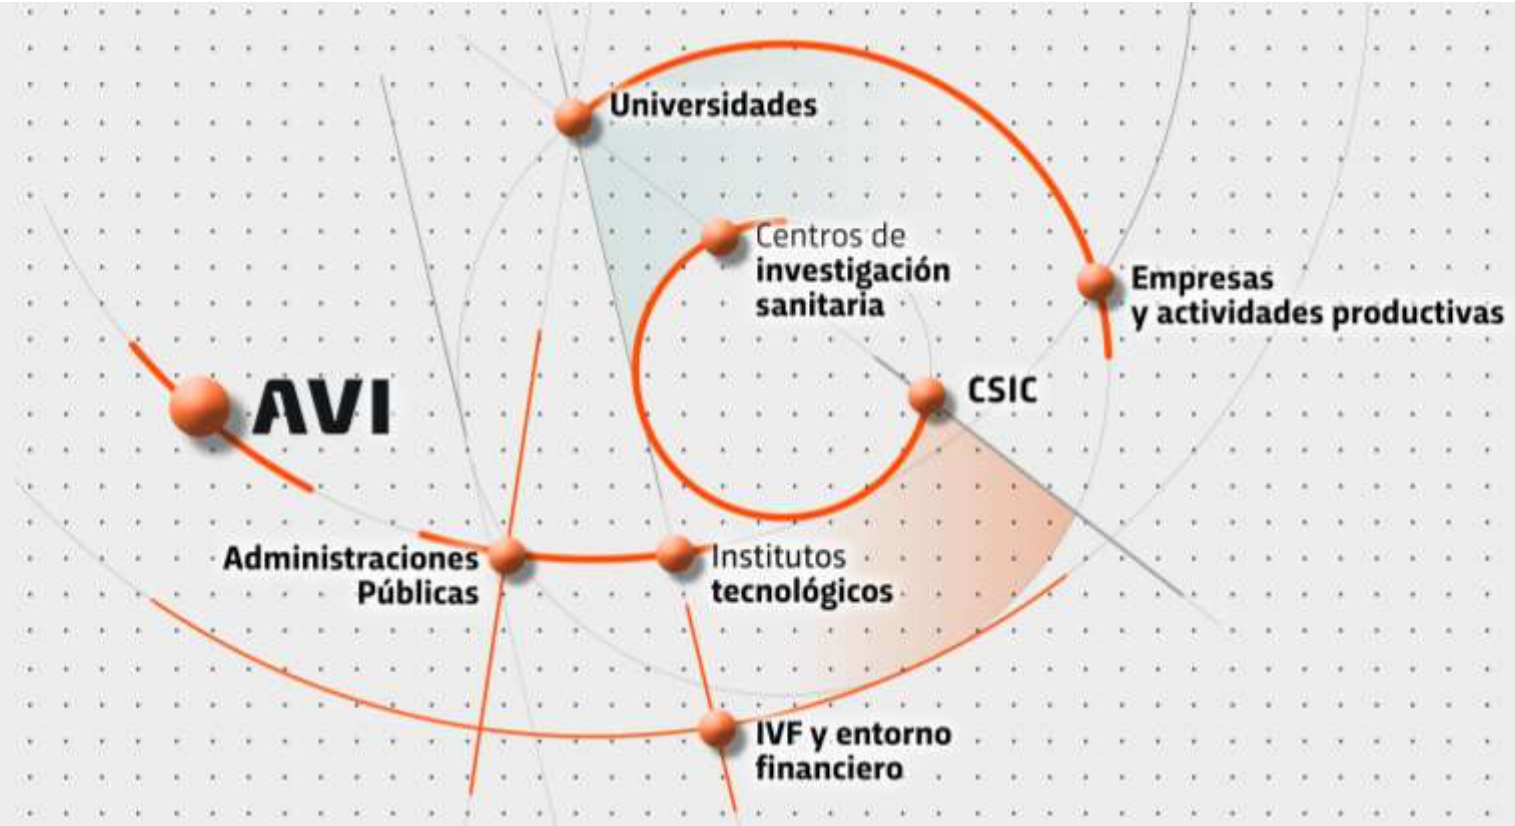 Universidades
Centros de
investigación
sanitaria
Empresas
y actividades productivas
CSIC
AVI
Administraciones
Públicas
Institutos
tecnológicos
IVF y entorno
financiero